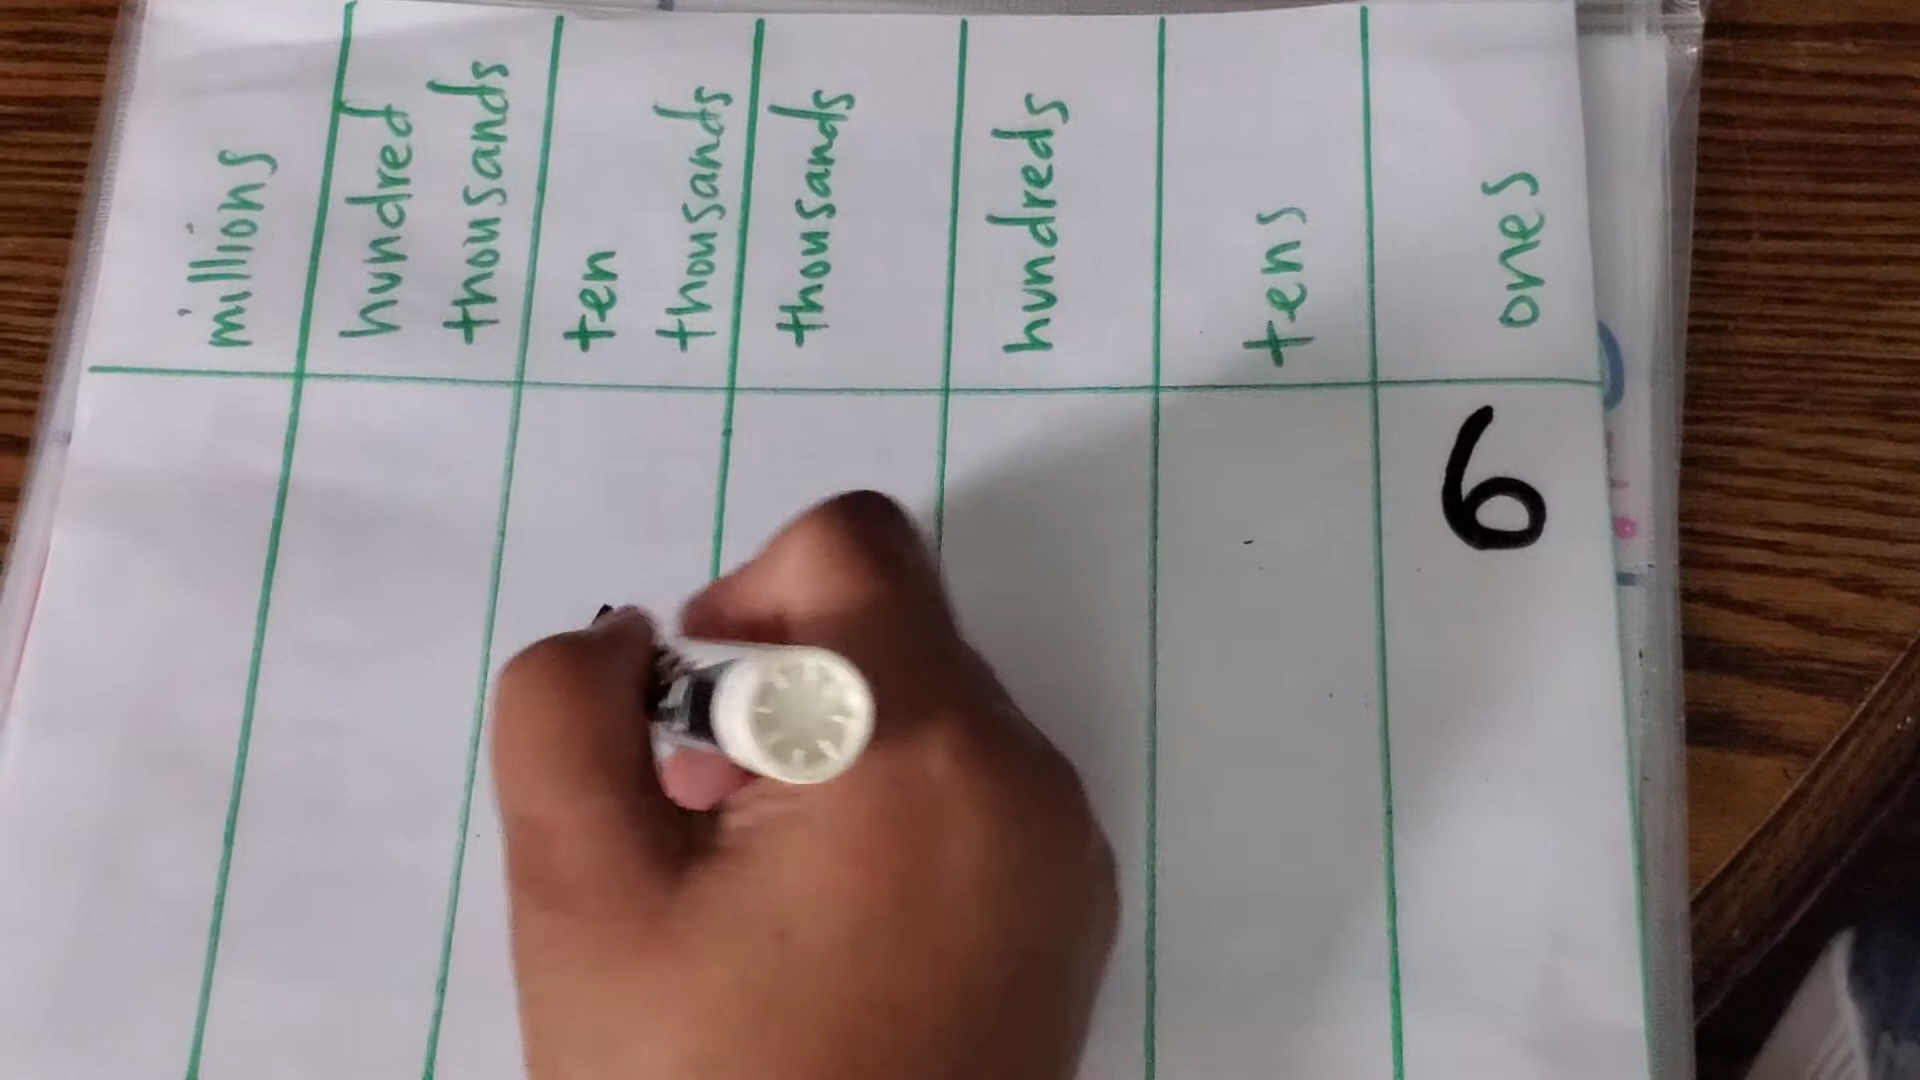 millions
hundred
thousands
ten
thousands
thousands
hundreds
tens
ones
6